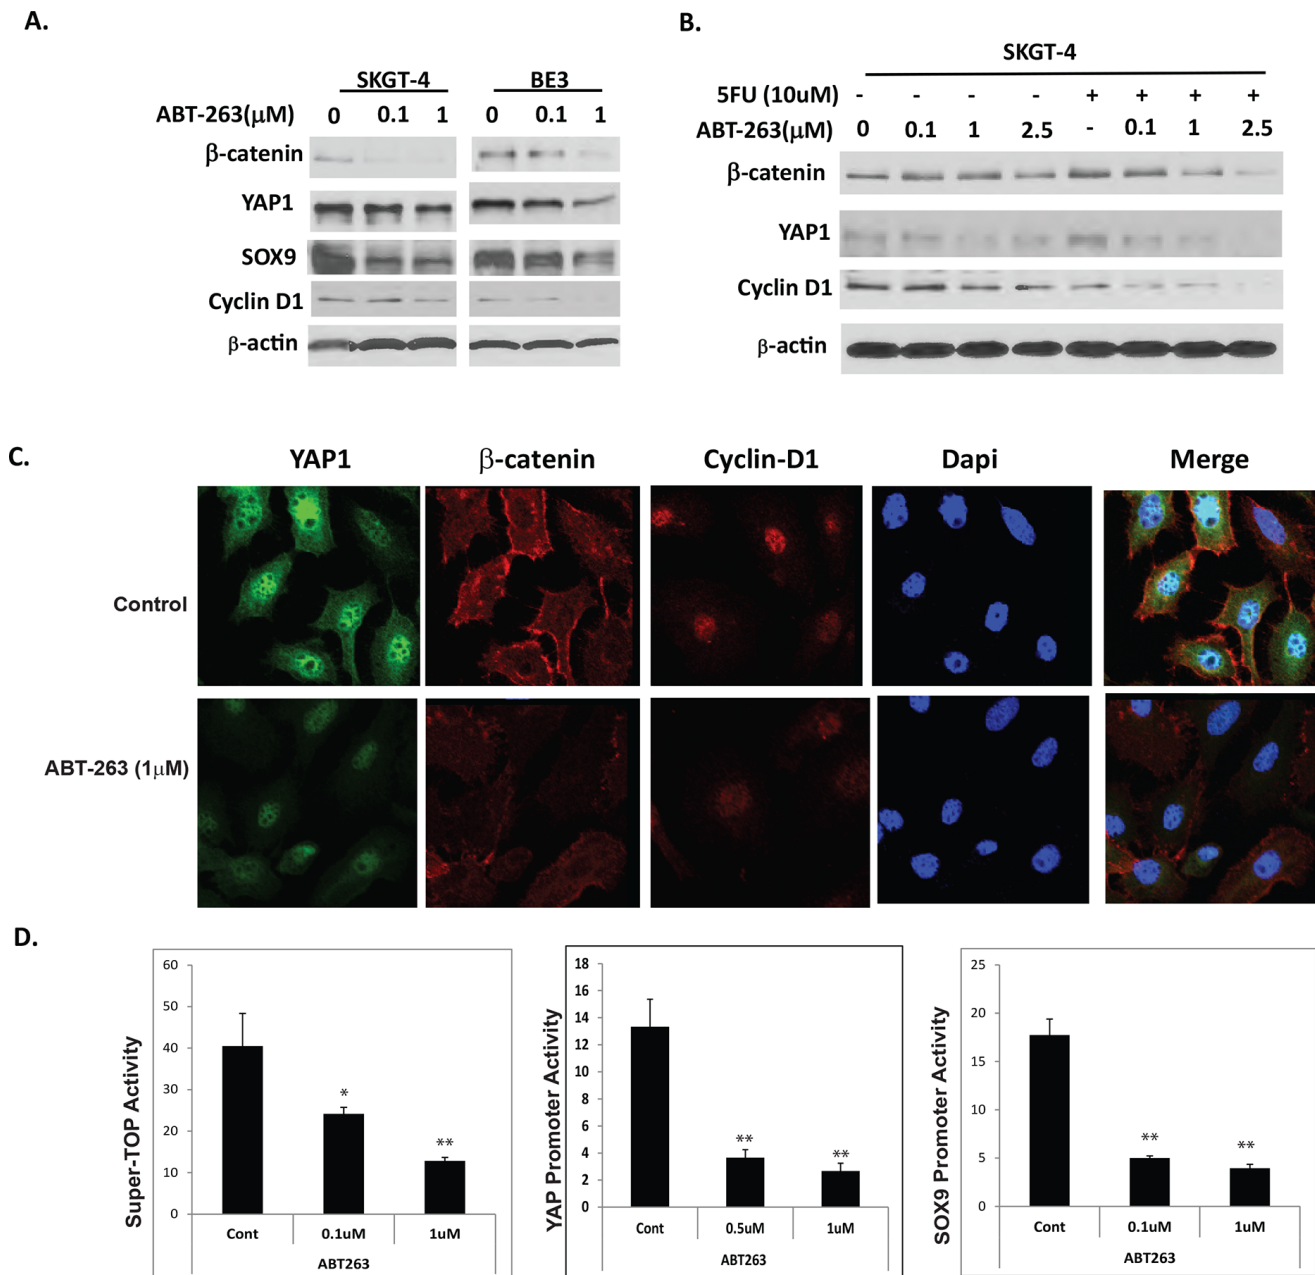 A.
SKGT-4 BE3
ABT-263(μM) 0 0.1 1 0 0.1 1
β-catenin
YAP1
SOX9
Cyclin D1
β-actin
B.
SKGT-4
5FU (10uM) - - - - + + + +
ABT-263(μM) 0 0.1 1 2.5 - 0.1 1 2.5
β-catenin
YAP1
Cyclin D1
β-actin
C.
YAP1 β-catenin Cyclin-D1 Dapi Merge
Control
ABT-263 (1μM)
D.
Super-TOP Activity
60
50
40
30
20
10
0
*
**
Cont 0.1uM 1uM
ABT263
YAP Promoter Activity
18
16
14
12
10
8
6
4
2
0
**
**
Cont 0.5uM 1uM
ABT263
SOX9 Promoter Activity
25
20
15
10
5
0
**
**
Cont 0.1uM 1uM
ABT263